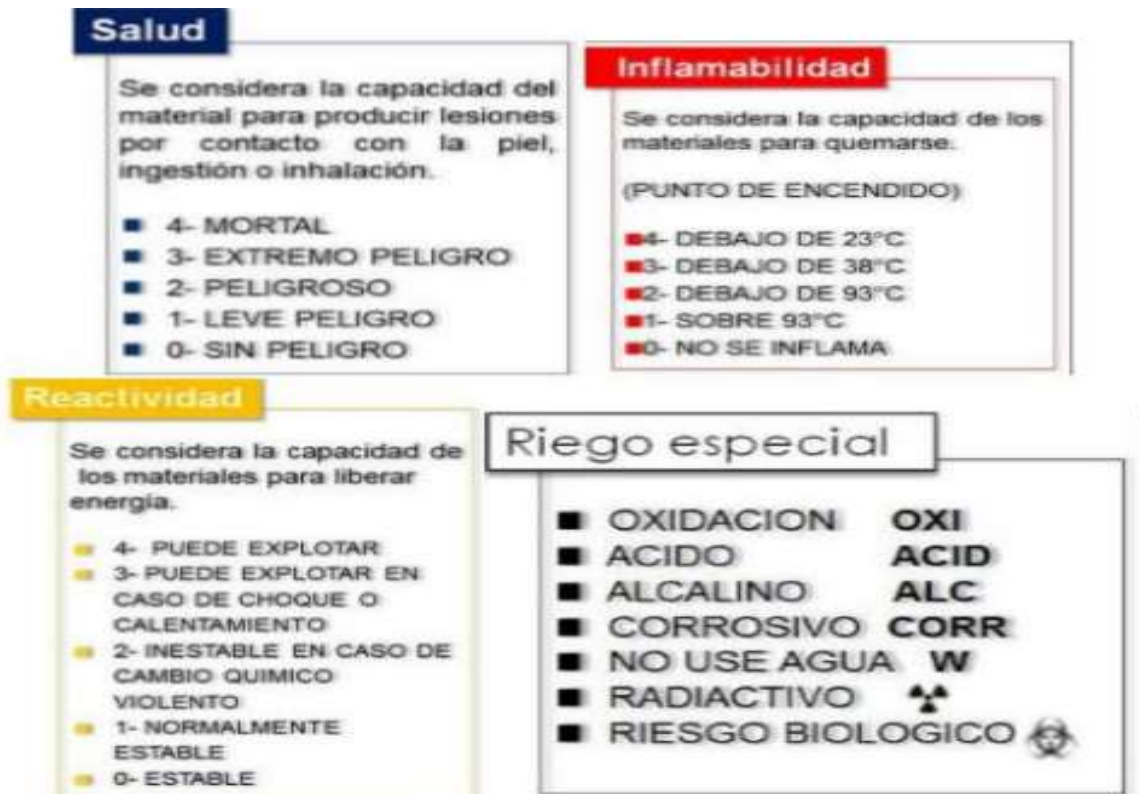 Salud
Se considera la capacidad del
material para producir lesiones
por contacto con la piel,
ingestión o inhalación.
4- MORTAL
3- EXTREMO PELIGRO
2- PELIGROSO
1- LEVE PELIGRO
0- SIN PELIGRO
Inflamabilidad
Se considera la capacidad de los
materiales para quemarse.
(PUNTO DE ENCENDIDO)
4- DEBAJO DE 23°C
3- DEBAJO DE 38°C
2- DEBAJO DE 93°C
1- SOBRE 93°C
0- NO SE INFLAMA
Reactividad
Se considera la capacidad de
los materiales para liberar
energía.
4- PUEDE EXPLOTAR
3- PUEDE EXPLOTAR EN
CASO DE CHOQUE O
CALENTAMIENTO
2- INESTABLE EN CASO DE
CAMBIO QUIMICO
VIOLENTO
1- NORMALMENTE
ESTABLE
0- ESTABLE
Riego especial
OXIDACION OXI
ACIDO ACID
ALCALINO ALC
CORROSIVO CORR
NO USE AGUA W
RADIACTIVO
RIESGO BIOLOGICO